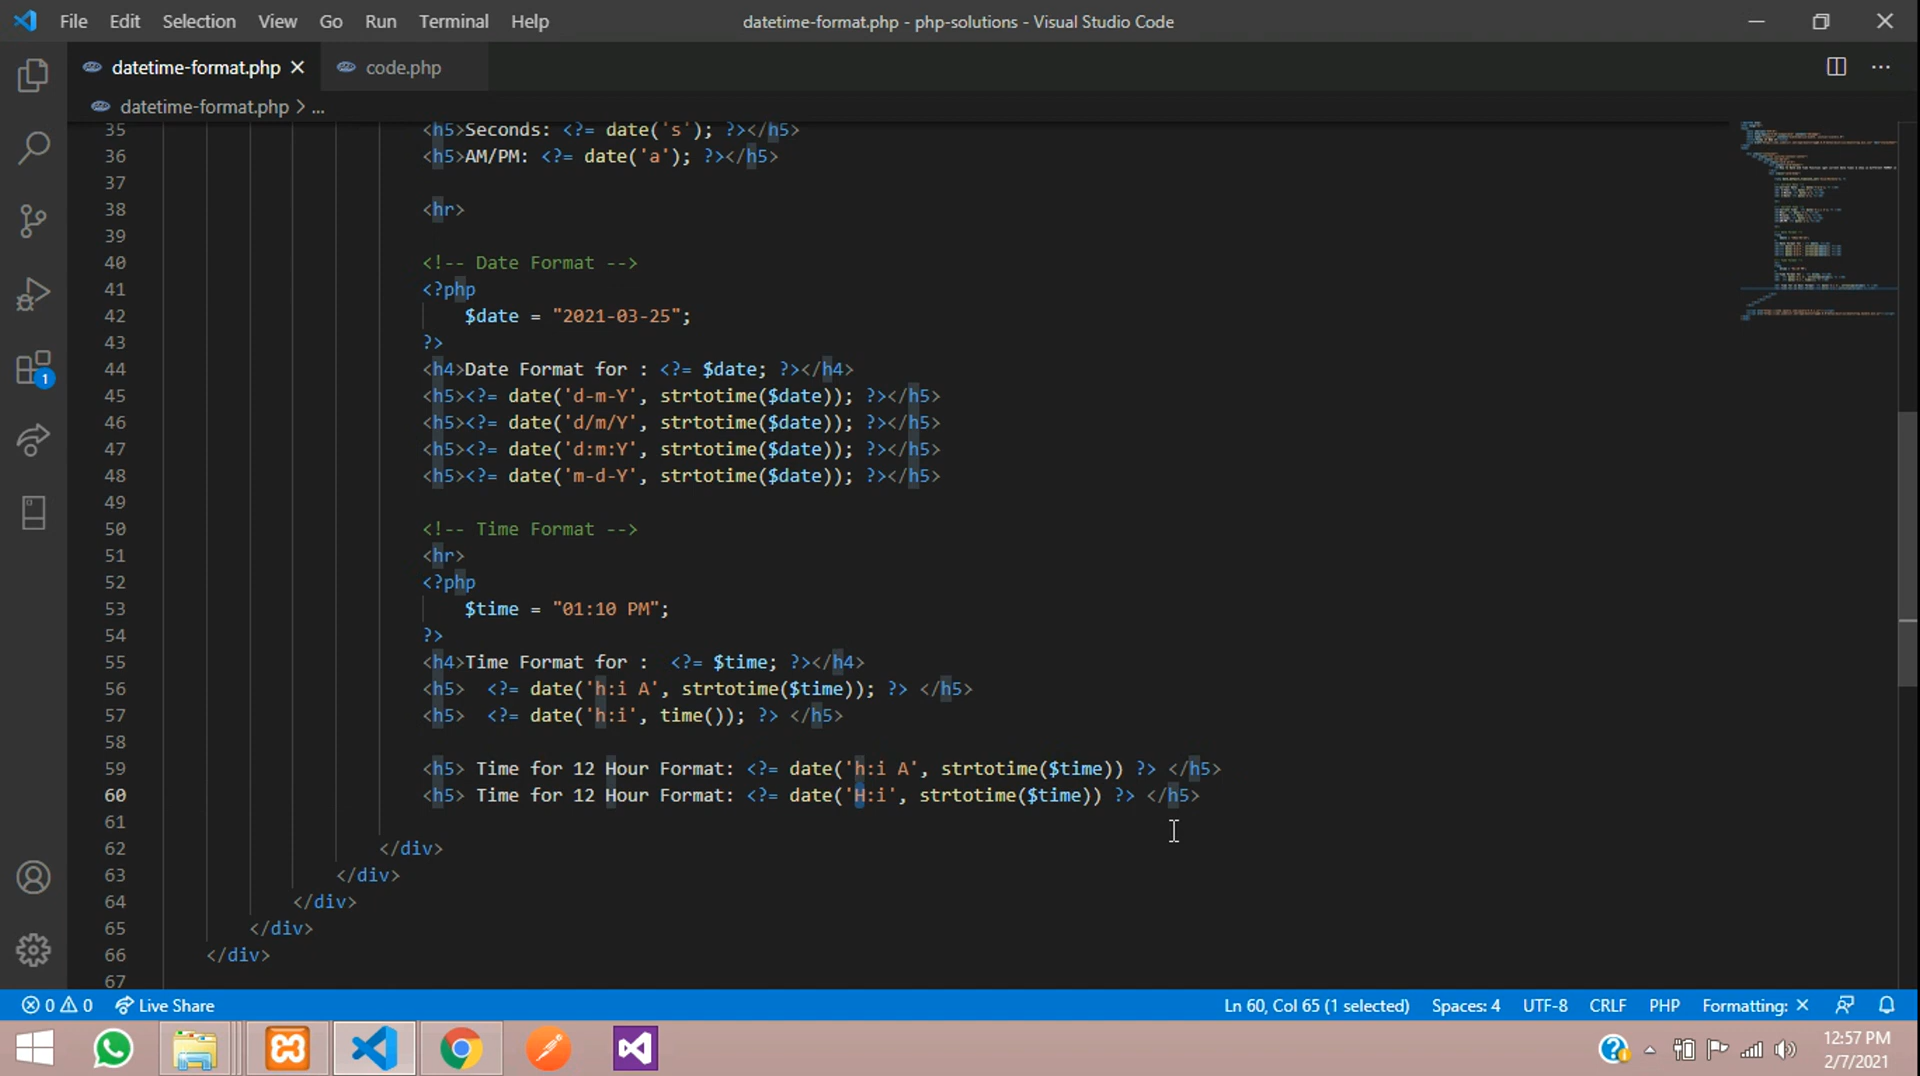 File Edit Selection View Go Run Terminal Help datetime-format.php - php-solutions - Visual Studio Code
datetime-format.php code.php
datetime-format.php > ...
35 <h5>Seconds: <?= date('s'); ?></h5>
36 <h5>AM/PM: <?= date('a'); ?></h5>
37
38 <hr>
39
40 <!-- Date Format -->
41 <?php
42 $date = "2021-03-25";
43 ?>
44 <h4>Date Format for : <?= $date; ?></h4>
45 <h5><?= date('d-m-Y', strtotime($date)); ?></h5>
46 <h5><?= date('d/m/Y', strtotime($date)); ?></h5>
47 <h5><?= date('d:m:Y', strtotime($date)); ?></h5>
48 <h5><?= date('m-d-Y', strtotime($date)); ?></h5>
49
50 <!-- Time Format -->
51 <hr>
52 <?php
53 $time = "01:10 PM";
54 ?>
55 <h4>Time Format for :  <?= $time; ?></h4>
56 <h5>  <?= date('h:i A', strtotime($time)); ?> </h5>
57 <h5>  <?= date('h:i', time()); ?> </h5>
58
59 <h5> Time for 12 Hour Format: <?= date('h:i A', strtotime($time)) ?> </h5>
60 <h5> Time for 12 Hour Format: <?= date('H:i', strtotime($time)) ?> </h5>
61
62 </div>
63 </div>
64 </div>
65 </div>
66 </div>
67
1
0 0 Live Share Ln 60, Col 65 (1 selected) Spaces: 4 UTF-8 CRLF PHP Formatting: ×
12:57 PM
2/7/2021